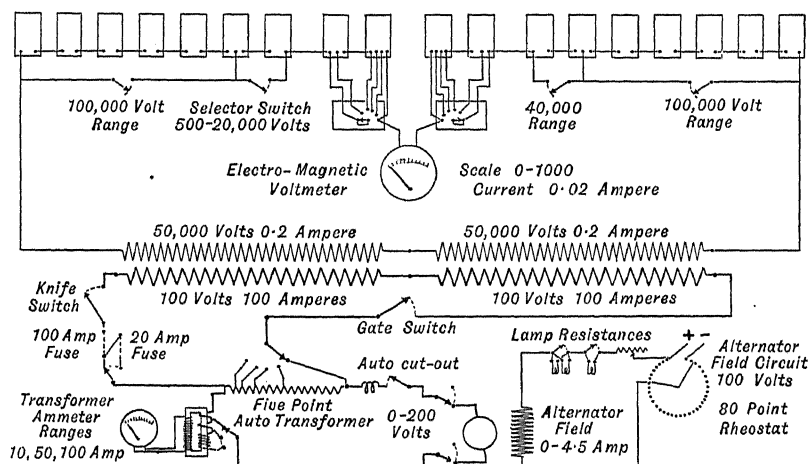 100,000 Volt
Range
Selector Switch
500-20,000 Volts
40,000
Range
100,000 Volt
Range
Electro-Magnetic
Voltmeter
Scale 0-1000
Current 0·02 Ampere
50,000 Volts 0·2 Ampere
50,000 Volts 0·2 Ampere
Knife
Switch
100 Volts 100 Amperes
100 Volts 100 Amperes
Gate Switch
100 Amp
Fuse
20 Amp
Fuse
Lamp Resistances
+ -
Alternator
Field Circuit
100 Volts
80 Point
Rheostat
Auto cut-out
Five Point
Auto Transformer
0-200
Volts
Alternator
Field
0-4·5 Amp
Transformer
Ammeter
Ranges
10, 50, 100 Amp